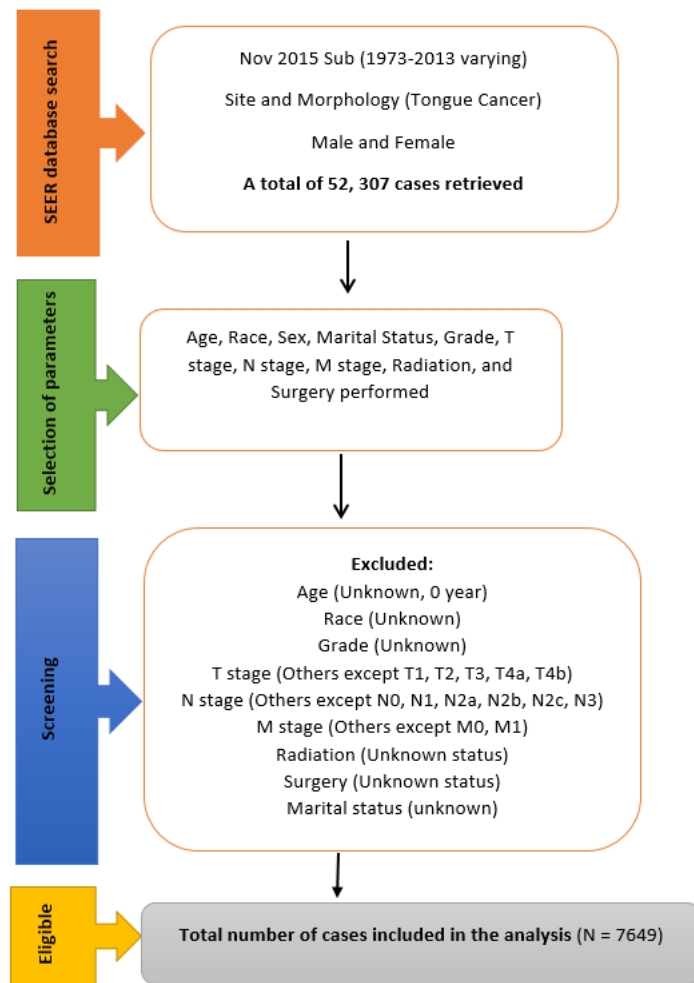 SEER database search
Nov 2015 Sub (1973-2013 varying)
Site and Morphology (Tongue Cancer)
Male and Female
A total of 52, 307 cases retrieved
Selection of parameters
Age, Race, Sex, Marital Status, Grade, T
stage, N stage, M stage, Radiation, and
Surgery performed
Screening
Excluded:
Age (Unknown, 0 year)
Race (Unknown)
Grade (Unknown)
T stage (Others except T1, T2, T3, T4a, T4b)
N stage (Others except N0, N1, N2a, N2b, N2c, N3)
M stage (Others except M0, M1)
Radiation (Unknown status)
Surgery (Unknown status)
Marital status (unknown)
Eligible
Total number of cases included in the analysis (N = 7649)